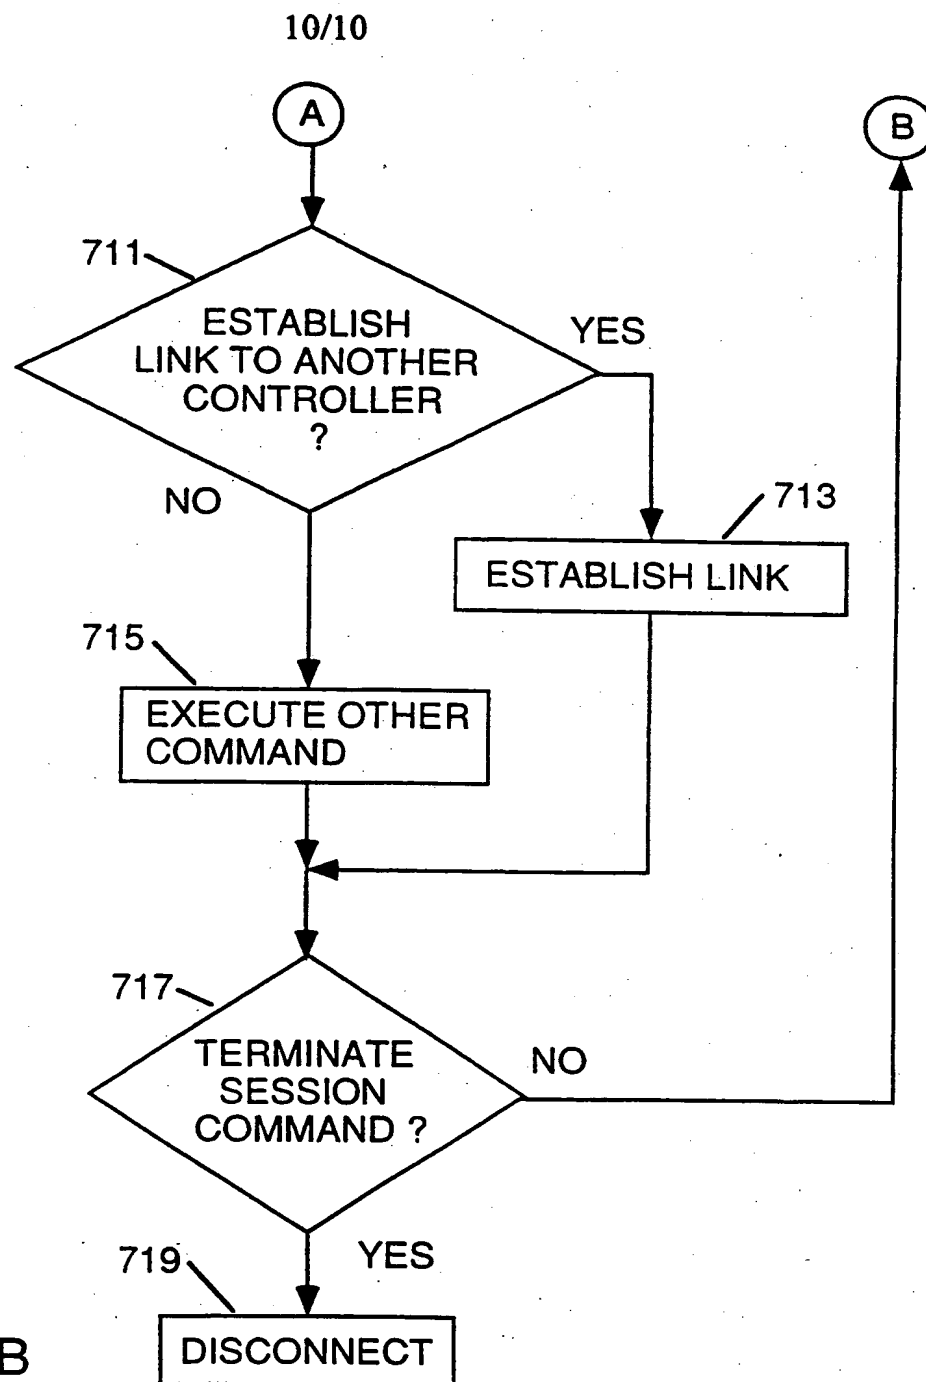 10/10
A
B
711
ESTABLISH
LINK TO ANOTHER
CONTROLLER
?
YES
NO
713
ESTABLISH LINK
715
EXECUTE OTHER
COMMAND
717
TERMINATE
SESSION
COMMAND ?
NO
YES
719
DISCONNECT
B